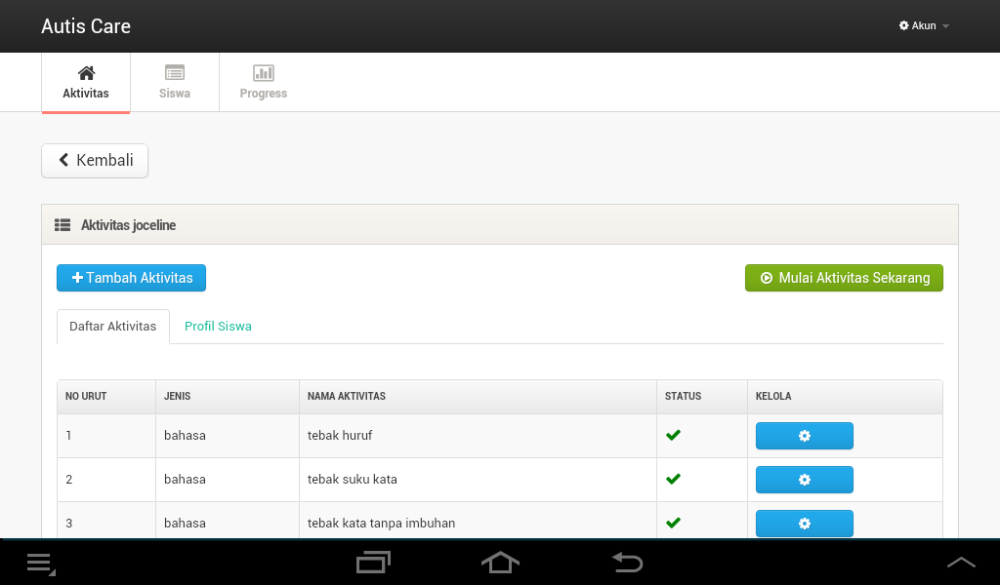 Autis Care
Akun
Aktivitas
Siswa
Progress
Kembali
Aktivitas joceline
Tambah Aktivitas
Mulai Aktivitas Sekarang
Daftar Aktivitas
Profil Siswa
NO URUT JENIS NAMA AKTIVITAS STATUS KELOLA
1 bahasa tebak huruf
2 bahasa tebak suku kata
3 bahasa tebak kata tanpa imbuhan